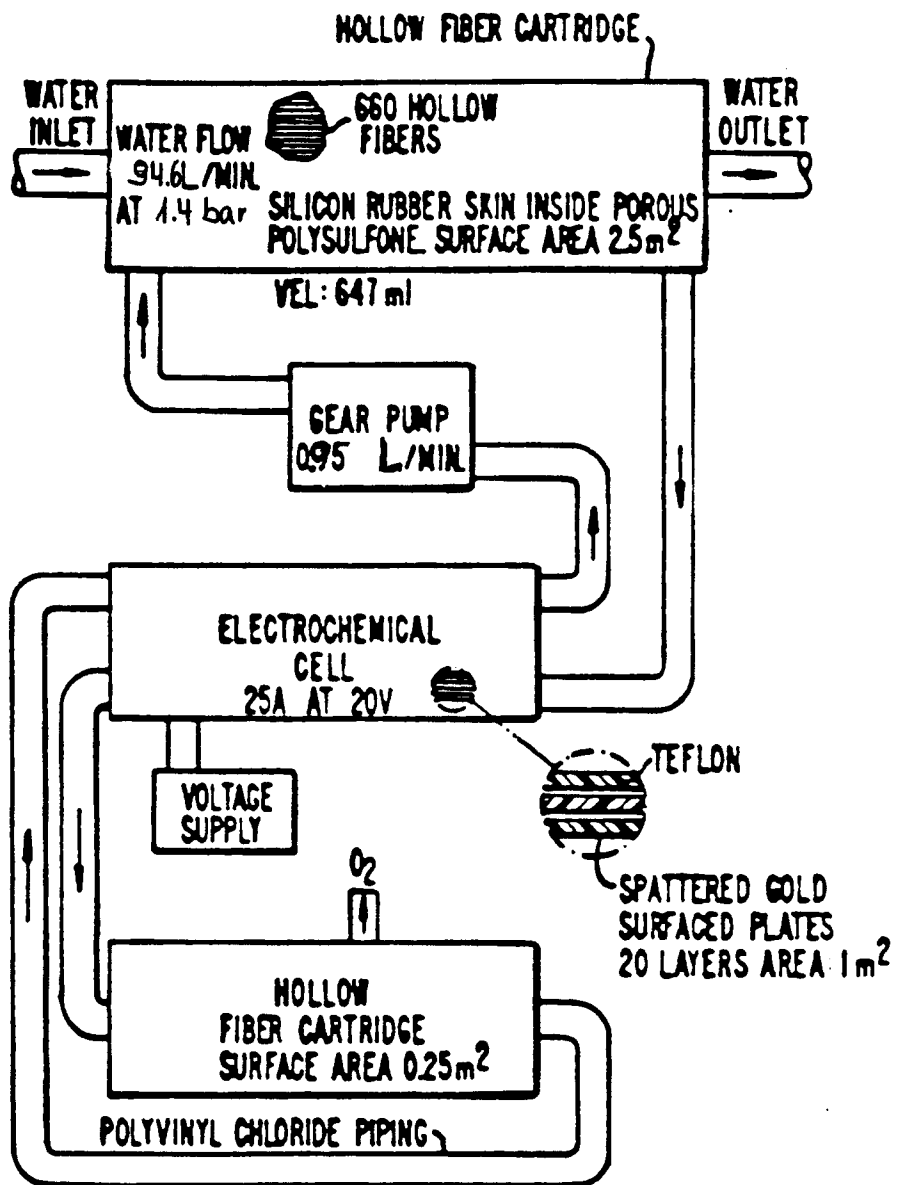 HOLLOW FIBER CARTRIDGE
WATER
INLET
WATER
OUTLET
660 HOLLOW
FIBERS
WATER FLOW
94.6L/MIN.
AT 1.4 bar
SILICON RUBBER SKIN INSIDE POROUS
POLYSULFONE SURFACE AREA 2.5m²
VEL: 647 ml
GEAR PUMP
0.95 L/MIN.
ELECTROCHEMICAL
CELL
25A AT 20V
VOLTAGE
SUPPLY
TEFLON
SPATTERED GOLD
SURFACED PLATES
20 LAYERS AREA 1m²
O₂
HOLLOW
FIBER CARTRIDGE
SURFACE AREA 0.25m²
POLYVINYL CHLORIDE PIPING